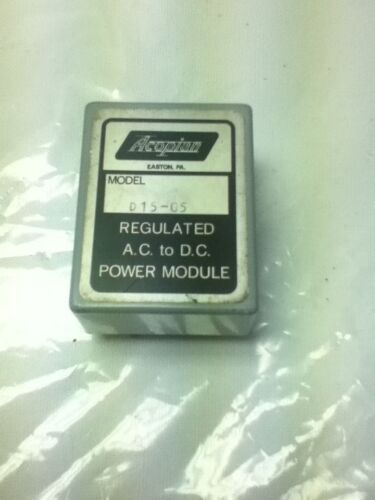 Acopian
EASTON, PA.
MODEL
D15-05
REGULATED
A.C. to D.C.
POWER MODULE